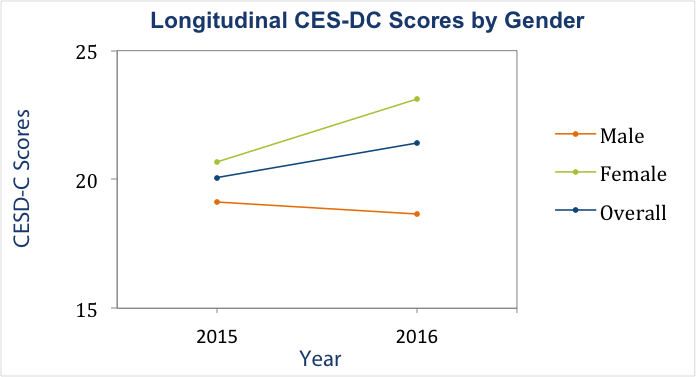 Longitudinal CES-DC Scores by Gender
25
20
15
CESD-C Scores
2015
2016
Year
Male
Female
Overall